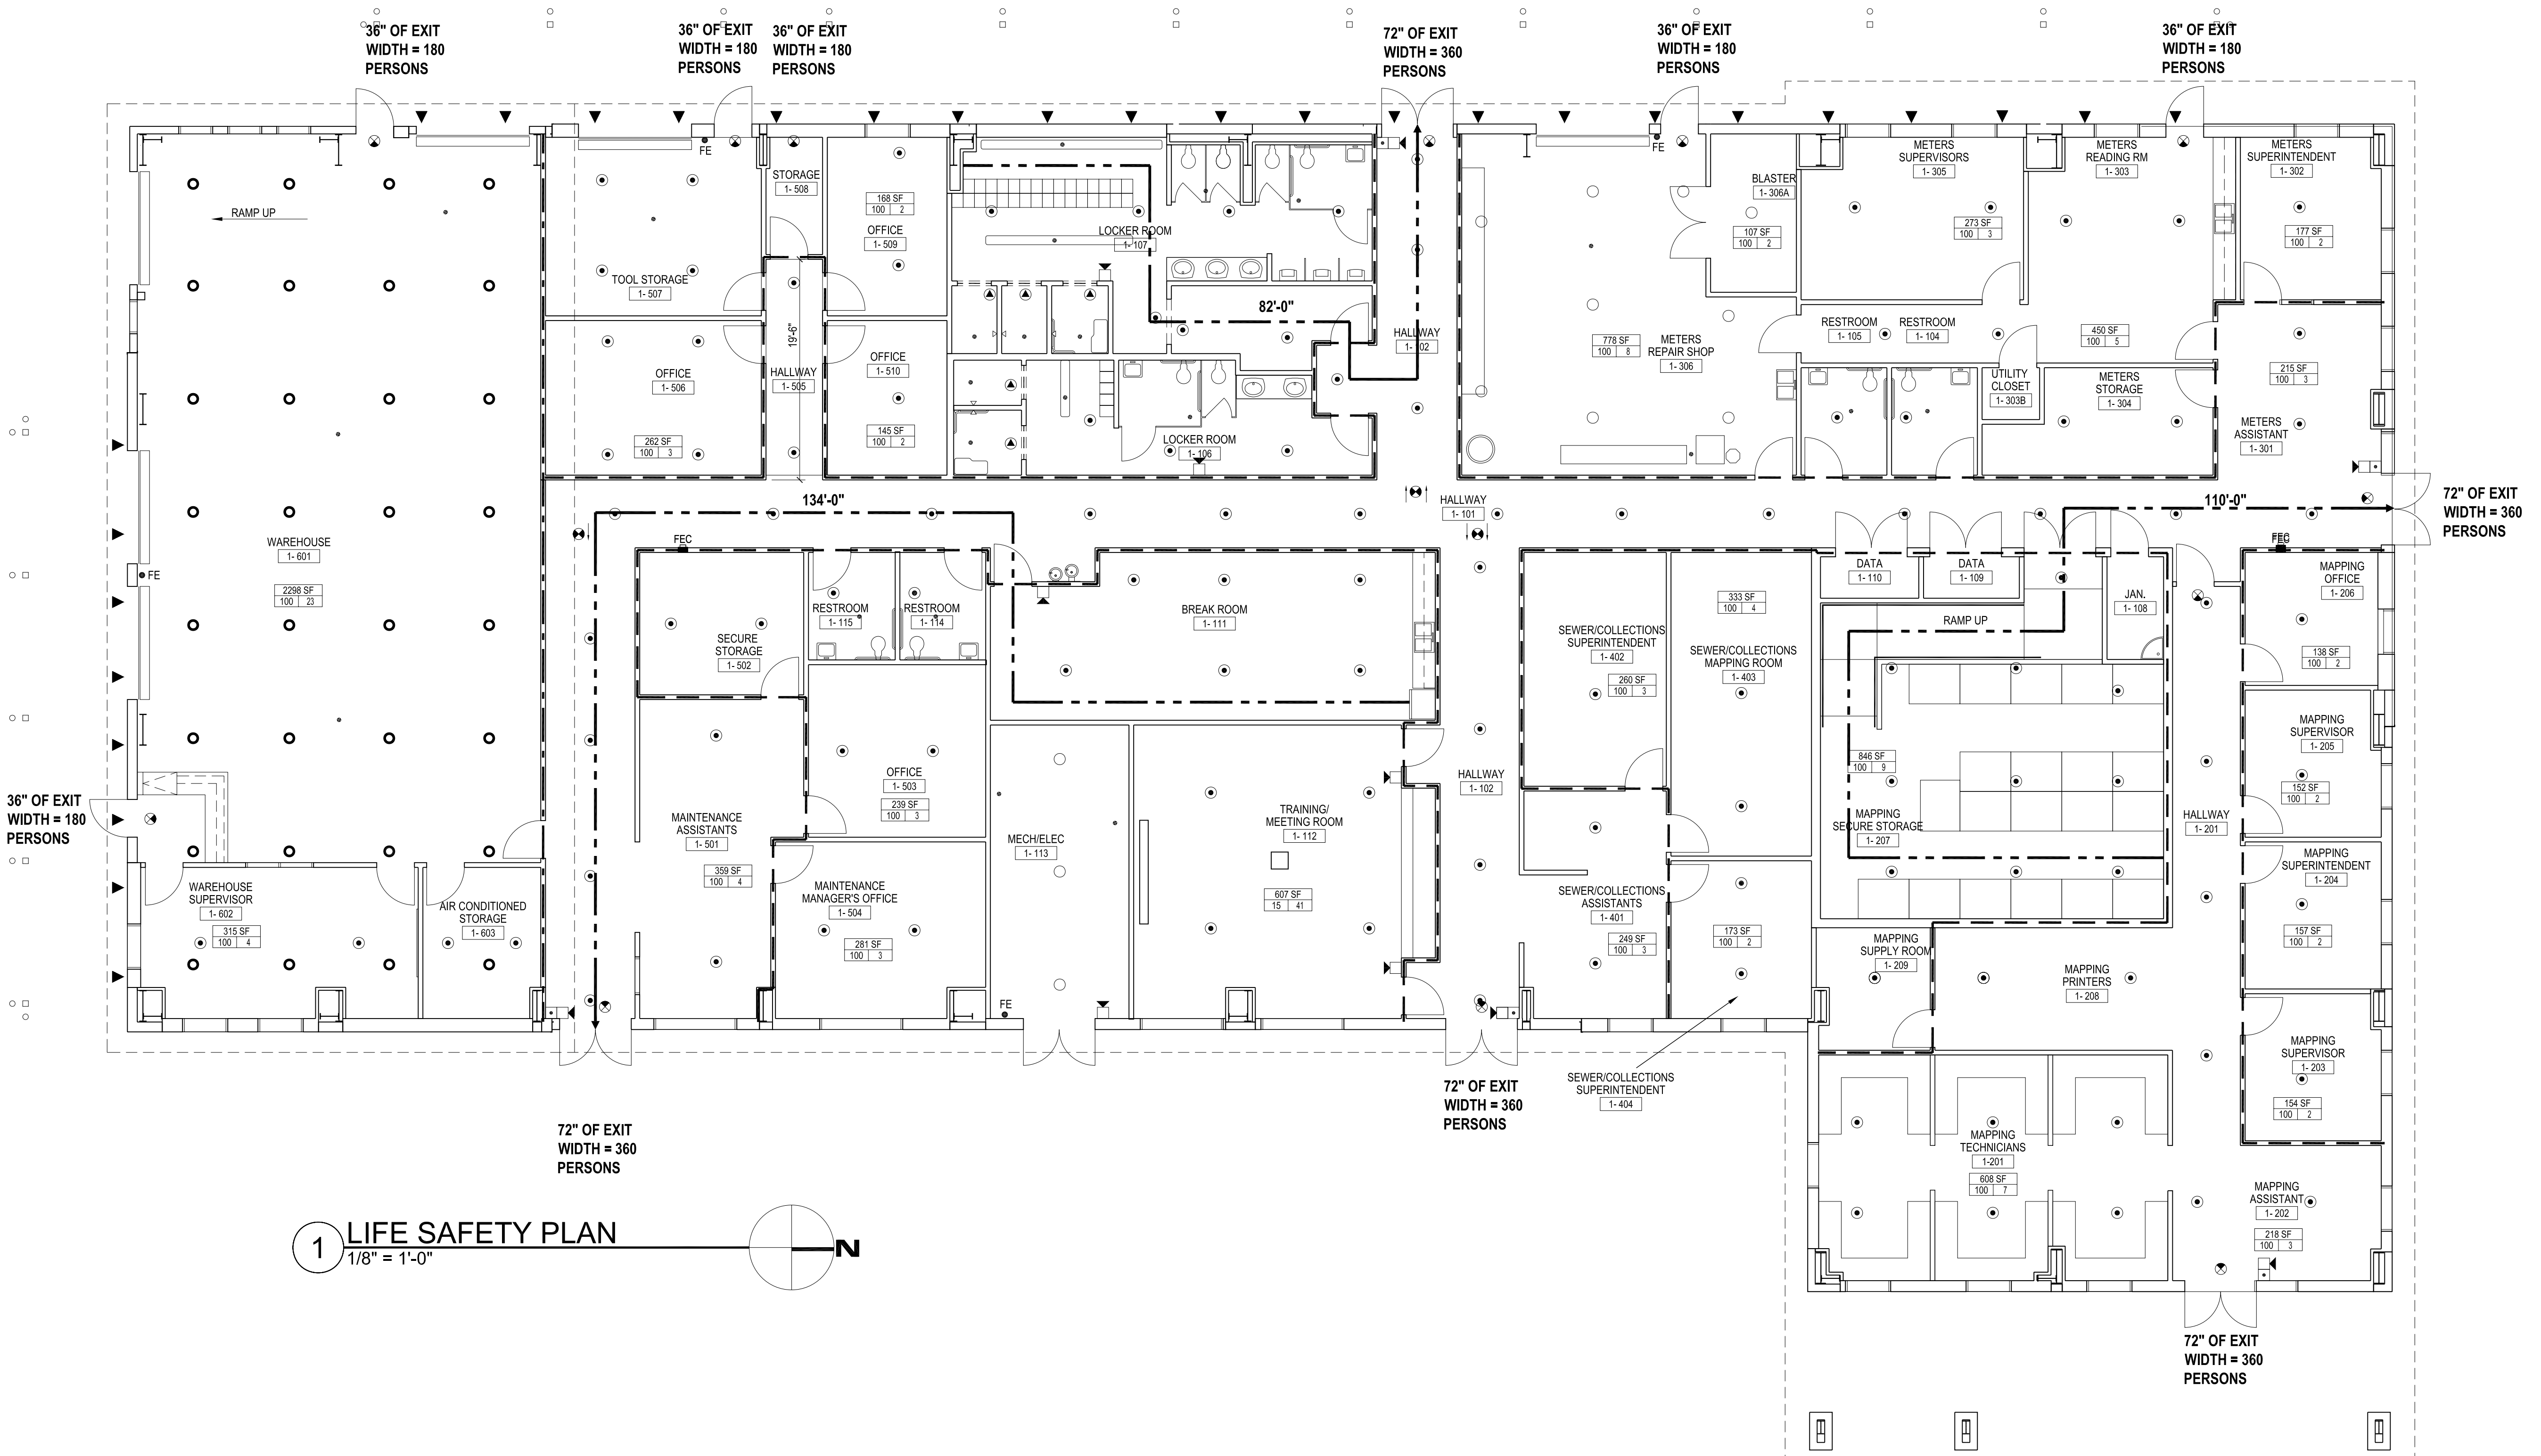 36" OF EXIT
WIDTH = 180
PERSONS
36" OF EXIT
WIDTH = 180
PERSONS
36" OF EXIT
WIDTH = 180
PERSONS
72" OF EXIT
WIDTH = 360
PERSONS
36" OF EXIT
WIDTH = 180
PERSONS
36" OF EXIT
WIDTH = 180
PERSONS
FE
FE
RAMP UP
STORAGE
1- 508
168 SF
100 2
OFFICE
1- 509
LOCKER ROOM
1- 107
TOOL STORAGE
1- 507
82'-0"
HALLWAY
1- 102
BLASTER
1- 306A
107 SF
100 2
METERS
SUPERVISORS
1- 305
273 SF
100 3
METERS
READING RM
1- 303
METERS
SUPERINTENDENT
1- 302
177 SF
100 2
19'-6"
OFFICE
1- 506
262 SF
100 3
HALLWAY
1- 505
OFFICE
1- 510
145 SF
100 2
LOCKER ROOM
1- 106
778 SF
100 8
METERS
REPAIR SHOP
1- 306
RESTROOM
1- 105
RESTROOM
1- 104
450 SF
100 5
UTILITY
CLOSET
1- 303B
METERS
STORAGE
1- 304
215 SF
100 3
METERS
ASSISTANT
1- 301
134'-0"
HALLWAY
1- 101
110'-0"
72" OF EXIT
WIDTH = 360
PERSONS
WAREHOUSE
1- 601
2298 SF
100 23
FE
FEC
SECURE
STORAGE
1- 502
RESTROOM
1- 115
RESTROOM
1- 114
BREAK ROOM
1- 111
SEWER/COLLECTIONS
SUPERINTENDENT
1- 402
260 SF
100 3
333 SF
100 4
SEWER/COLLECTIONS
MAPPING ROOM
1- 403
DATA
1- 110
DATA
1- 109
JAN.
1- 108
RAMP UP
FEC
MAPPING
OFFICE
1- 206
138 SF
100 2
MAPPING
SUPERVISOR
1- 205
152 SF
100 2
OFFICE
1- 503
239 SF
100 3
MAINTENANCE
ASSISTANTS
1- 501
359 SF
100 4
MECH/ELEC
1- 113
TRAINING/
MEETING ROOM
1- 112
607 SF
15 41
HALLWAY
1- 102
846 SF
100 9
MAPPING
SECURE STORAGE
1- 207
HALLWAY
1- 201
36" OF EXIT
WIDTH = 180
PERSONS
WAREHOUSE
SUPERVISOR
1- 602
315 SF
100 4
AIR CONDITIONED
STORAGE
1- 603
MAINTENANCE
MANAGER'S OFFICE
1- 504
281 SF
100 3
FE
SEWER/COLLECTIONS
ASSISTANTS
1- 401
249 SF
100 3
173 SF
100 2
MAPPING
SUPPLY ROOM
1- 209
MAPPING
PRINTERS
1- 208
MAPPING
SUPERINTENDENT
1- 204
157 SF
100 2
MAPPING
SUPERVISOR
1- 203
154 SF
100 2
SEWER/COLLECTIONS
SUPERINTENDENT
1- 404
72" OF EXIT
WIDTH = 360
PERSONS
72" OF EXIT
WIDTH = 360
PERSONS
MAPPING
TECHNICIANS
1-201
608 SF
100 7
MAPPING
ASSISTANT
1- 202
218 SF
100 3
72" OF EXIT
WIDTH = 360
PERSONS
1
LIFE SAFETY PLAN
1/8" = 1'-0"
N